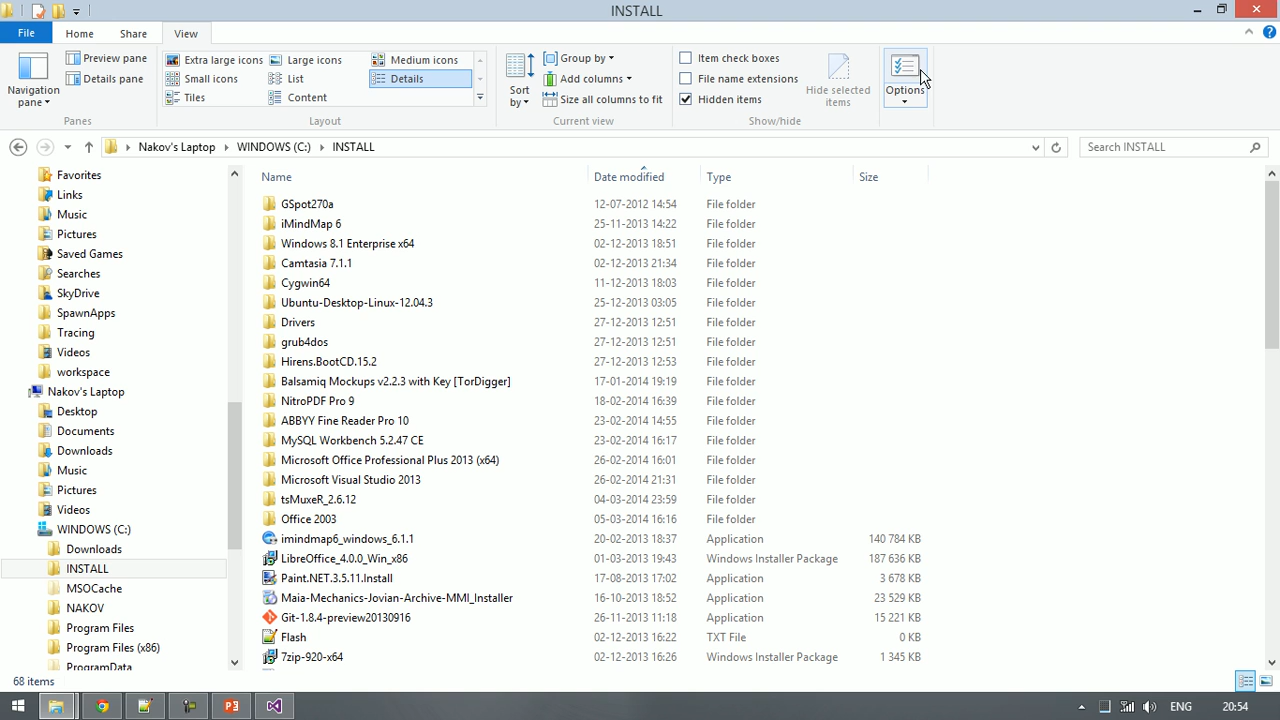 INSTALL
File Home Share View
Navigation pane
Preview pane
Details pane
Panes
Extra large icons Large icons Medium icons
Small icons List Details
Tiles Content
Layout
Sort by
Group by
Add columns
Size all columns to fit
Current view
Item check boxes
File name extensions
Hidden items
Hide selected items
Show/hide
Options
Nakov's Laptop WINDOWS (C:) INSTALL
Search INSTALL
Favorites
Links
Music
Pictures
Saved Games
Searches
SkyDrive
SpawnApps
Tracing
Videos
workspace
Nakov's Laptop
Desktop
Documents
Downloads
Music
Pictures
Videos
WINDOWS (C:)
Downloads
INSTALL
MSOCache
NAKOV
Program Files
Program Files (x86)
ProgramData
Name Date modified Type Size
GSpot270a 12-07-2012 14:54 File folder
iMindMap 6 25-11-2013 14:22 File folder
Windows 8.1 Enterprise x64 02-12-2013 18:51 File folder
Camtasia 7.1.1 02-12-2013 21:34 File folder
Cygwin64 11-12-2013 18:03 File folder
Ubuntu-Desktop-Linux-12.04.3 25-12-2013 03:05 File folder
Drivers 27-12-2013 12:51 File folder
grub4dos 27-12-2013 12:51 File folder
Hirens.BootCD.15.2 27-12-2013 12:53 File folder
Balsamiq Mockups v2.2.3 with Key [TorDigger] 17-01-2014 19:19 File folder
NitroPDF Pro 9 18-02-2014 16:39 File folder
ABBYY Fine Reader Pro 10 23-02-2014 14:55 File folder
MySQL Workbench 5.2.47 CE 23-02-2014 16:17 File folder
Microsoft Office Professional Plus 2013 (x64) 26-02-2014 16:01 File folder
Microsoft Visual Studio 2013 26-02-2014 21:31 File folder
tsMuxeR_2.6.12 04-03-2014 23:59 File folder
Office 2003 05-03-2014 16:16 File folder
imindmap6_windows_6.1.1 20-02-2013 18:37 Application 140 784 KB
LibreOffice_4.0.0_Win_x86 01-03-2013 19:43 Windows Installer Package 187 636 KB
Paint.NET.3.5.11.Install 17-08-2013 17:02 Application 3 678 KB
Maia-Mechanics-Jovian-Archive-MMI_Installer 16-10-2013 18:52 Application 23 529 KB
Git-1.8.4-preview20130916 26-11-2013 11:18 Application 15 221 KB
Flash 02-12-2013 16:22 TXT File 0 KB
7zip-920-x64 02-12-2013 16:26 Windows Installer Package 1 345 KB
68 items
ENG 20:54